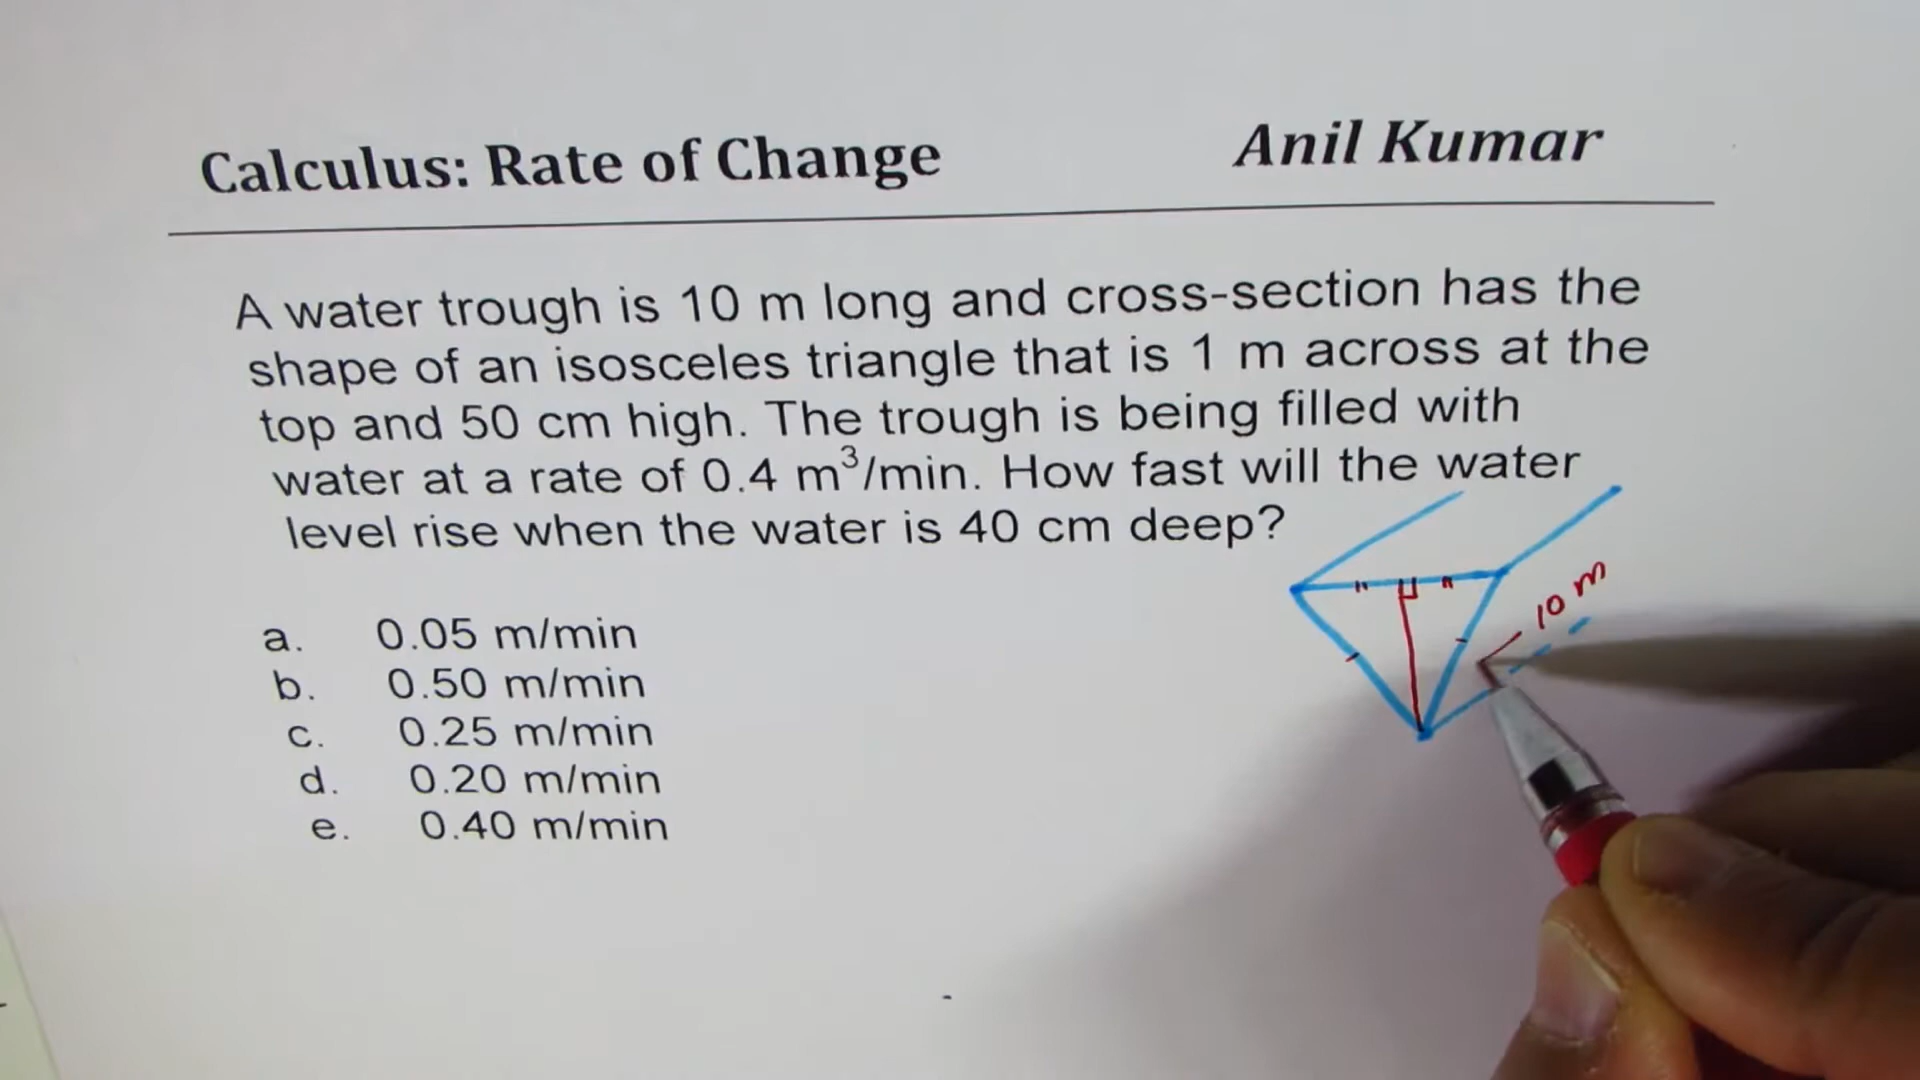 Calculus: Rate of Change
Anil Kumar
A water trough is 10 m long and cross-section has the
shape of an isosceles triangle that is 1 m across at the
top and 50 cm high. The trough is being filled with
water at a rate of 0.4 m³/min. How fast will the water
level rise when the water is 40 cm deep?
10 m
a. 0.05 m/min
b. 0.50 m/min
c. 0.25 m/min
d. 0.20 m/min
e. 0.40 m/min